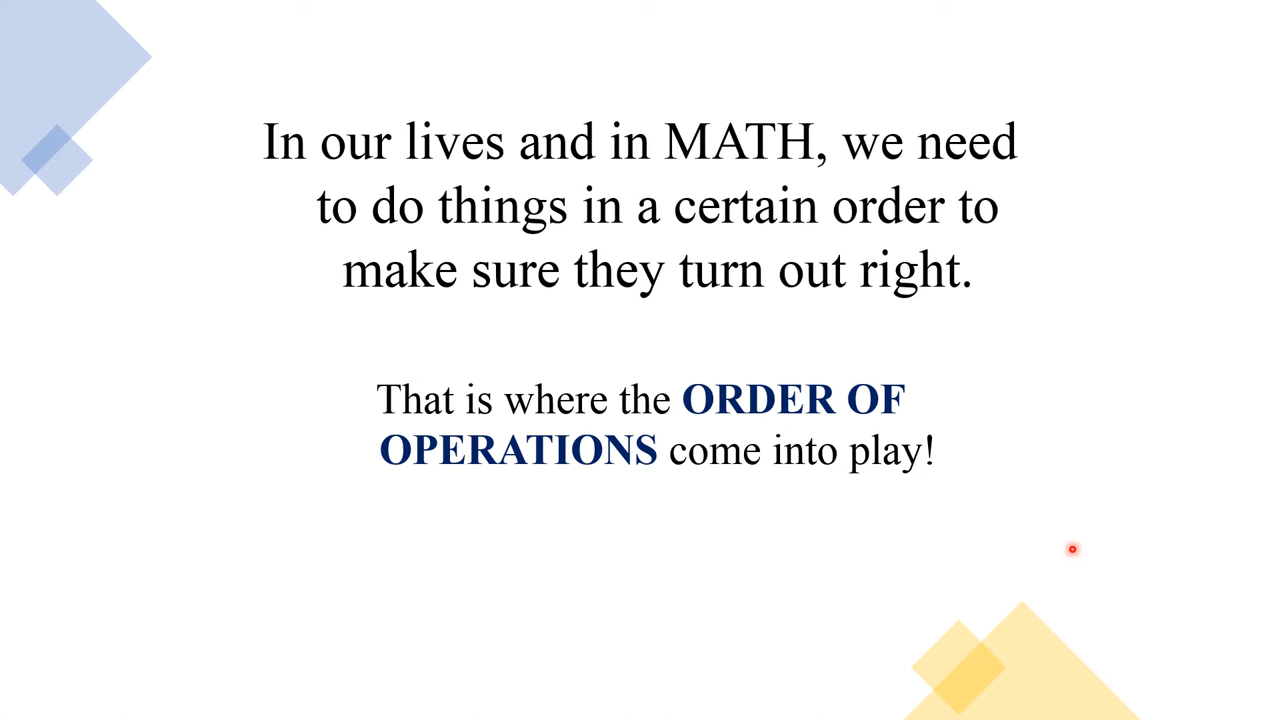 In our lives and in MATH, we need
to do things in a certain order to
make sure they turn out right.
That is where the ORDER OF
OPERATIONS come into play!